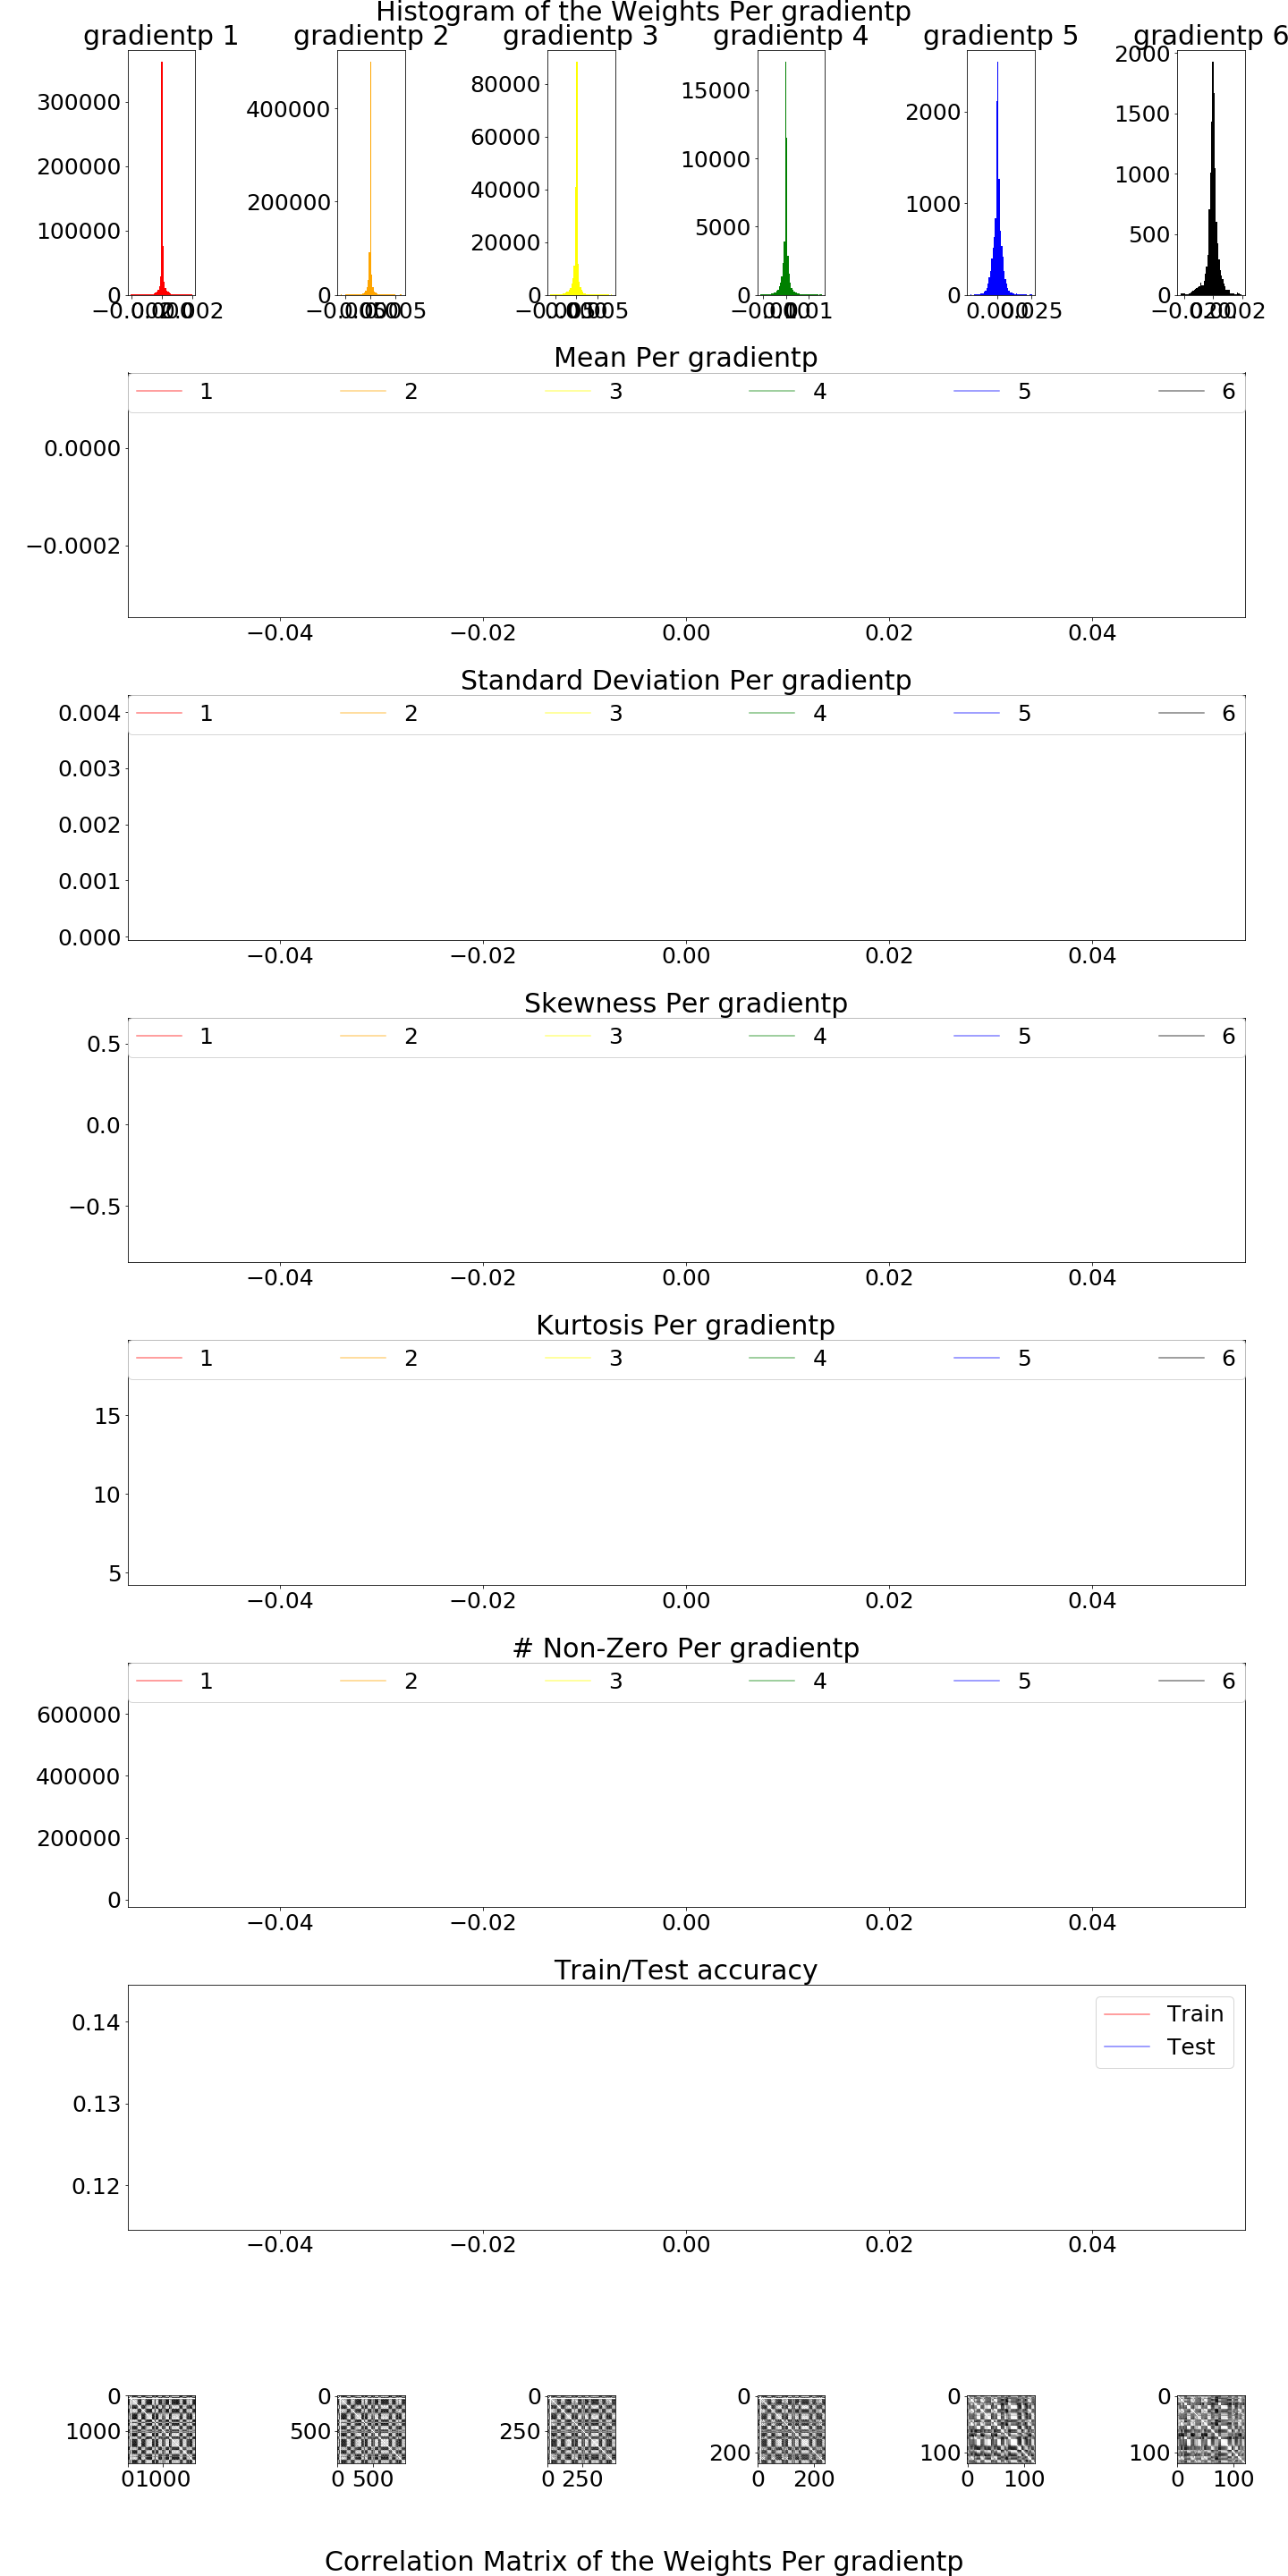 Histogram of the Weights Per gradientp
gradientp 1 gradientp 2 gradientp 3 gradientp 4 gradientp 5 gradientp 6
300000
200000
100000
0
400000
200000
0
80000
60000
40000
20000
0
15000
10000
5000
0
2000
1000
0
2000
1500
1000
500
0
Mean Per gradientp
1 2 3 4 5 6
0.0000
−0.0002
−0.04 −0.02 0.00 0.02 0.04
Standard Deviation Per gradientp
1 2 3 4 5 6
0.004
0.003
0.002
0.001
0.000
−0.04 −0.02 0.00 0.02 0.04
Skewness Per gradientp
1 2 3 4 5 6
0.5
0.0
−0.5
−0.04 −0.02 0.00 0.02 0.04
Kurtosis Per gradientp
1 2 3 4 5 6
15
10
5
−0.04 −0.02 0.00 0.02 0.04
# Non-Zero Per gradientp
1 2 3 4 5 6
600000
400000
200000
0
−0.04 −0.02 0.00 0.02 0.04
Train/Test accuracy
Train
Test
0.14
0.13
0.12
−0.04 −0.02 0.00 0.02 0.04
0
1000
0 1000
0
500
0 500
0
250
0 250
0
200
0 200
0
100
0 100
0
100
0 100
Correlation Matrix of the Weights Per gradientp